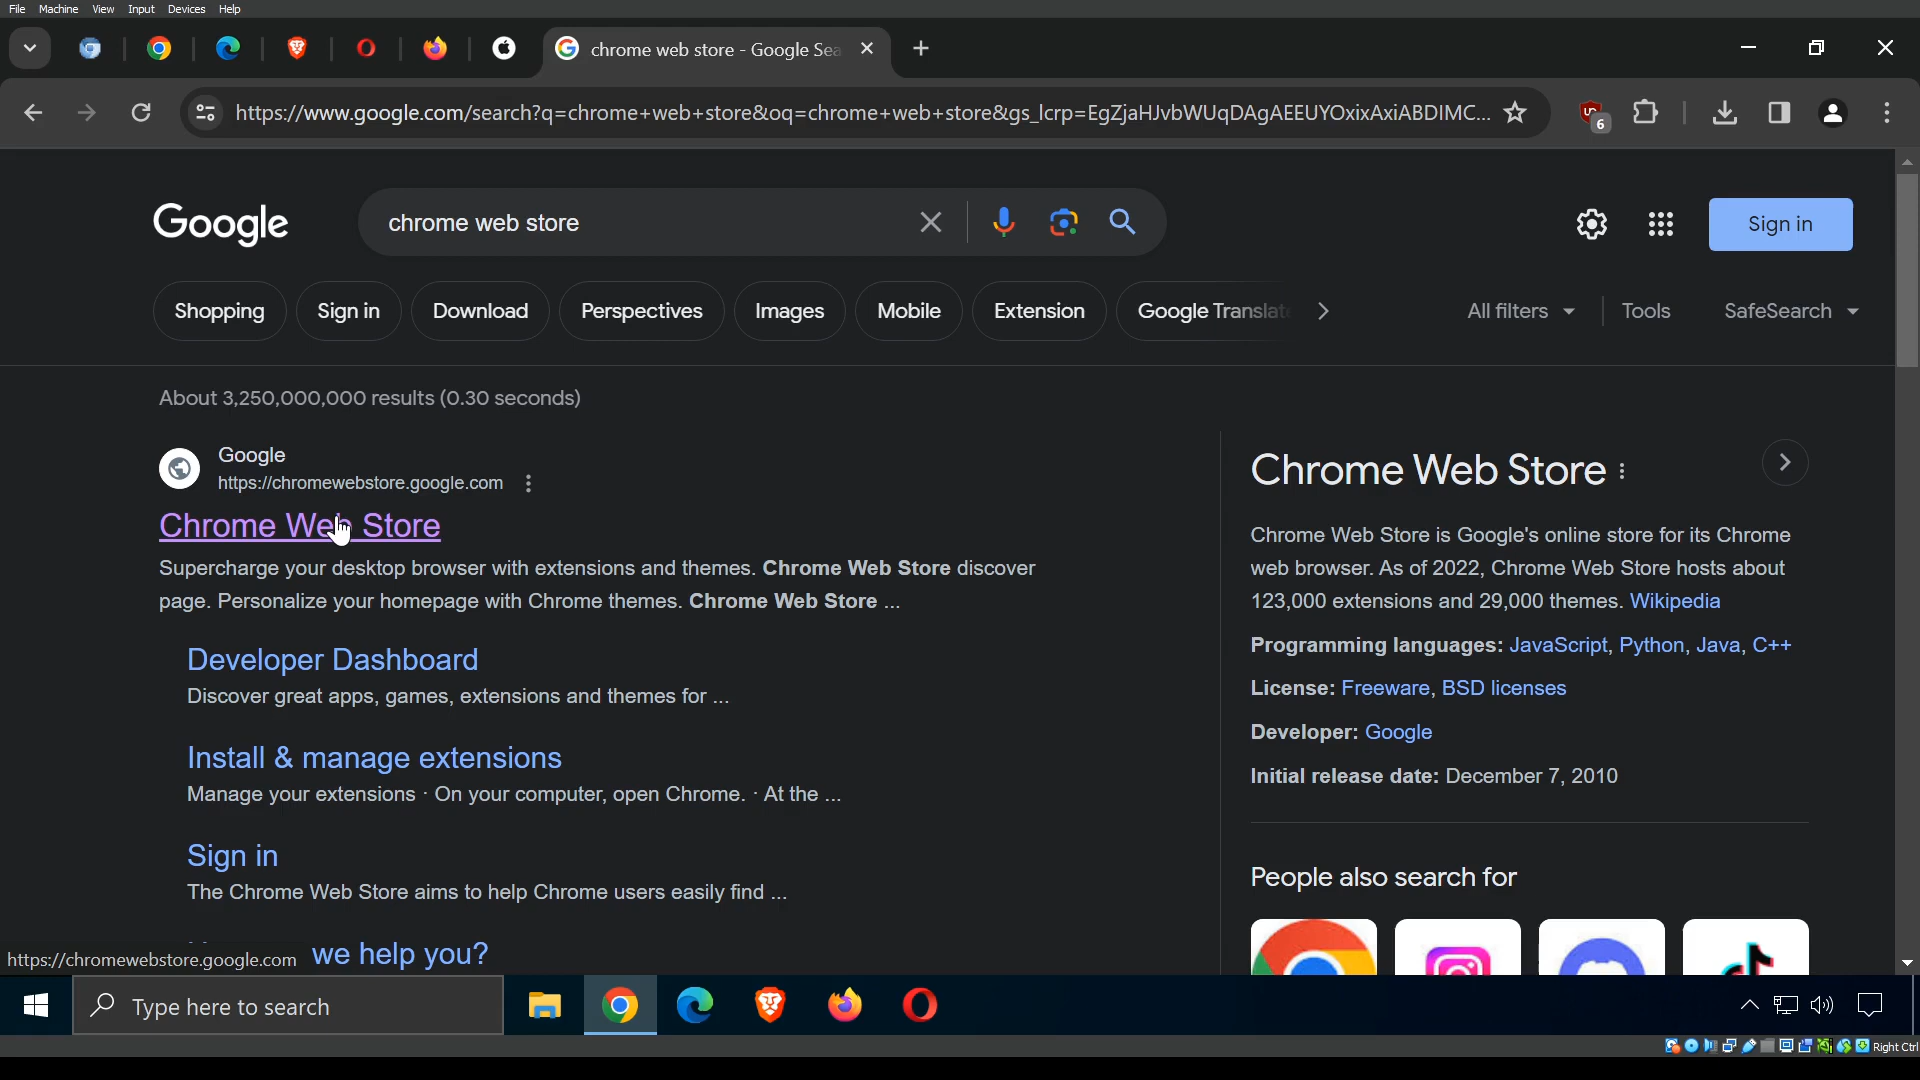 File Machine View Input Devices Help
chrome web store - Google Sea
https://www.google.com/search?q=chrome+web+store&oq=chrome+web+store&gs_lcrp=EgZjaHJvbWUqDAgAEEUYOxixAxiABDIMC...
6
Google
chrome web store
Sign in
Shopping
Sign in
Download
Perspectives
Images
Mobile
Extension
Google Translate
All filters
Tools
SafeSearch
About 3,250,000,000 results (0.30 seconds)
Google
https://chromewebstore.google.com
Chrome Web Store
Supercharge your desktop browser with extensions and themes. Chrome Web Store discover
page. Personalize your homepage with Chrome themes. Chrome Web Store ...
Developer Dashboard
Discover great apps, games, extensions and themes for ...
Install & manage extensions
Manage your extensions · On your computer, open Chrome. · At the ...
Sign in
The Chrome Web Store aims to help Chrome users easily find ...
we help you?
https://chromewebstore.google.com
Chrome Web Store
Chrome Web Store is Google's online store for its Chrome
web browser. As of 2022, Chrome Web Store hosts about
123,000 extensions and 29,000 themes. Wikipedia
Programming languages: JavaScript, Python, Java, C++
License: Freeware, BSD licenses
Developer: Google
Initial release date: December 7, 2010
People also search for
Type here to search
Right Ctrl